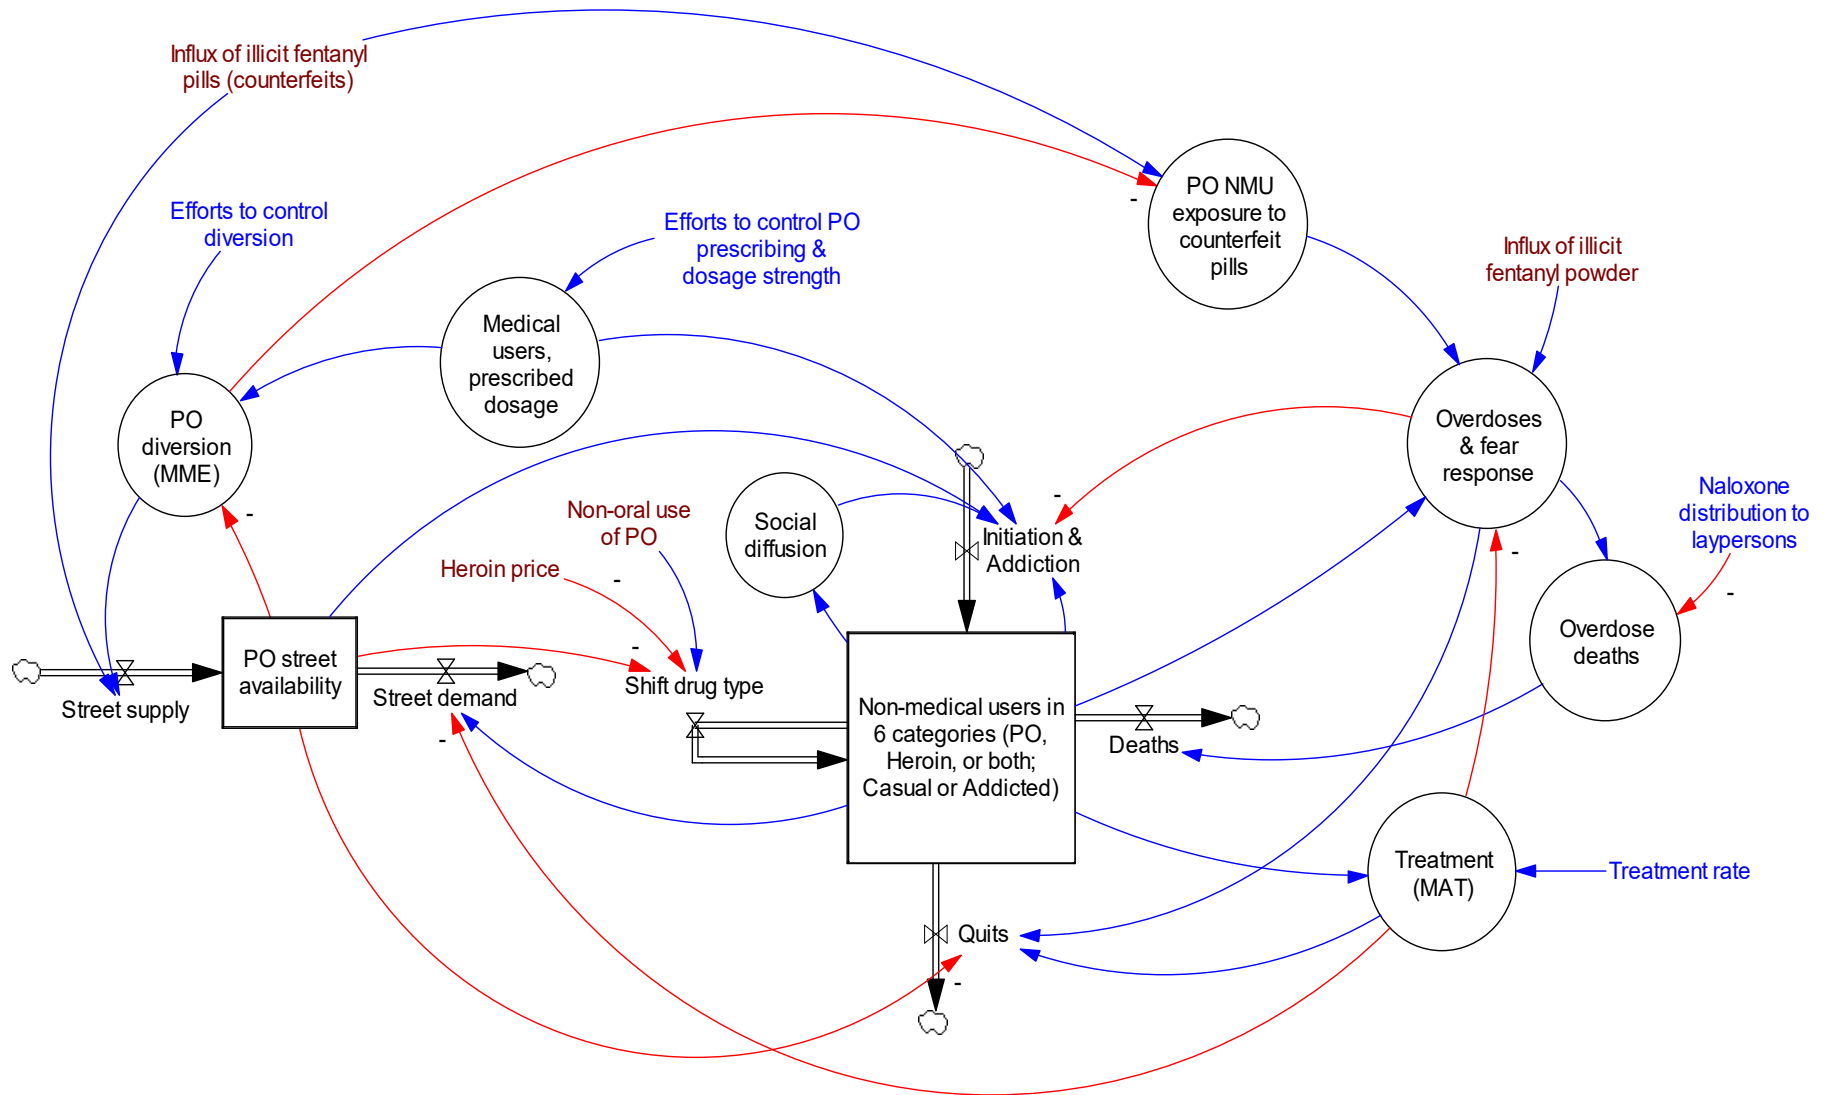 Influx of illicit fentanyl
pills (counterfeits)
Efforts to control
diversion
Efforts to control PO
prescribing &
dosage strength
PO NMU
exposure to
counterfeit
pills
-
Influx of illicit
fentanyl powder
Medical
users,
prescribed
dosage
PO
diversion
(MME)
-
Overdoses
& fear
response
-
Naloxone
distribution to
laypersons
-
Non-oral use
of PO
Heroin price
-
Social
diffusion
Initiation &
Addiction
-
Overdose
deaths
PO street
availability
Street supply
Street demand
-
-
Shift drug type
Non-medical users in
6 categories (PO,
Heroin, or both;
Casual or Addicted)
Deaths
Treatment
(MAT)
Treatment rate
Quits
-